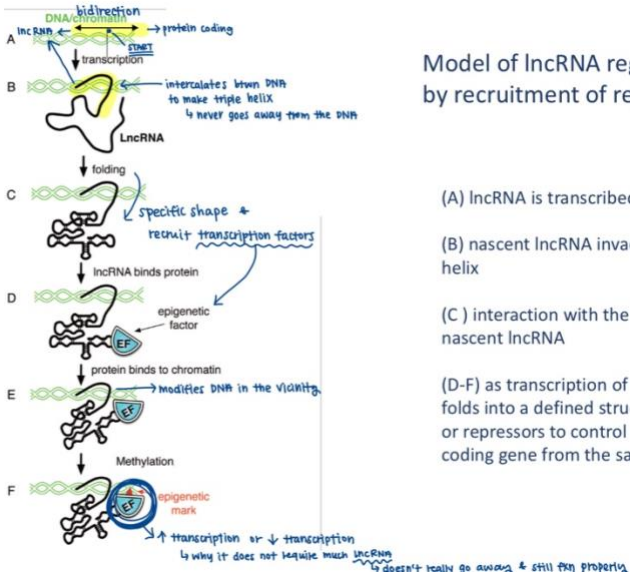 bidirection
DNA/chromatin
lncRNA
protein coding
A
START
transcription
B
intercalates btwn DNA
to make triple helix
↳ never goes away from the DNA
LncRNA
folding
C
specific shape &
recruit transcription factors
lncRNA binds protein
D
epigenetic
factor
EF
protein binds to chromatin
E
modifies DNA in the vicinity
EF
Methylation
F
epigenetic
mark
EF
↑ transcription or ↓ transcription
↳ why it does not require much lncRNA
↳ doesn't really go away & still fxn properly
Model of lncRNA reg
by recruitment of re
(A) lncRNA is transcribed
(B) nascent lncRNA inva
helix
(C ) interaction with the
nascent lncRNA
(D-F) as transcription of
folds into a defined stru
or repressors to control
coding gene from the sa